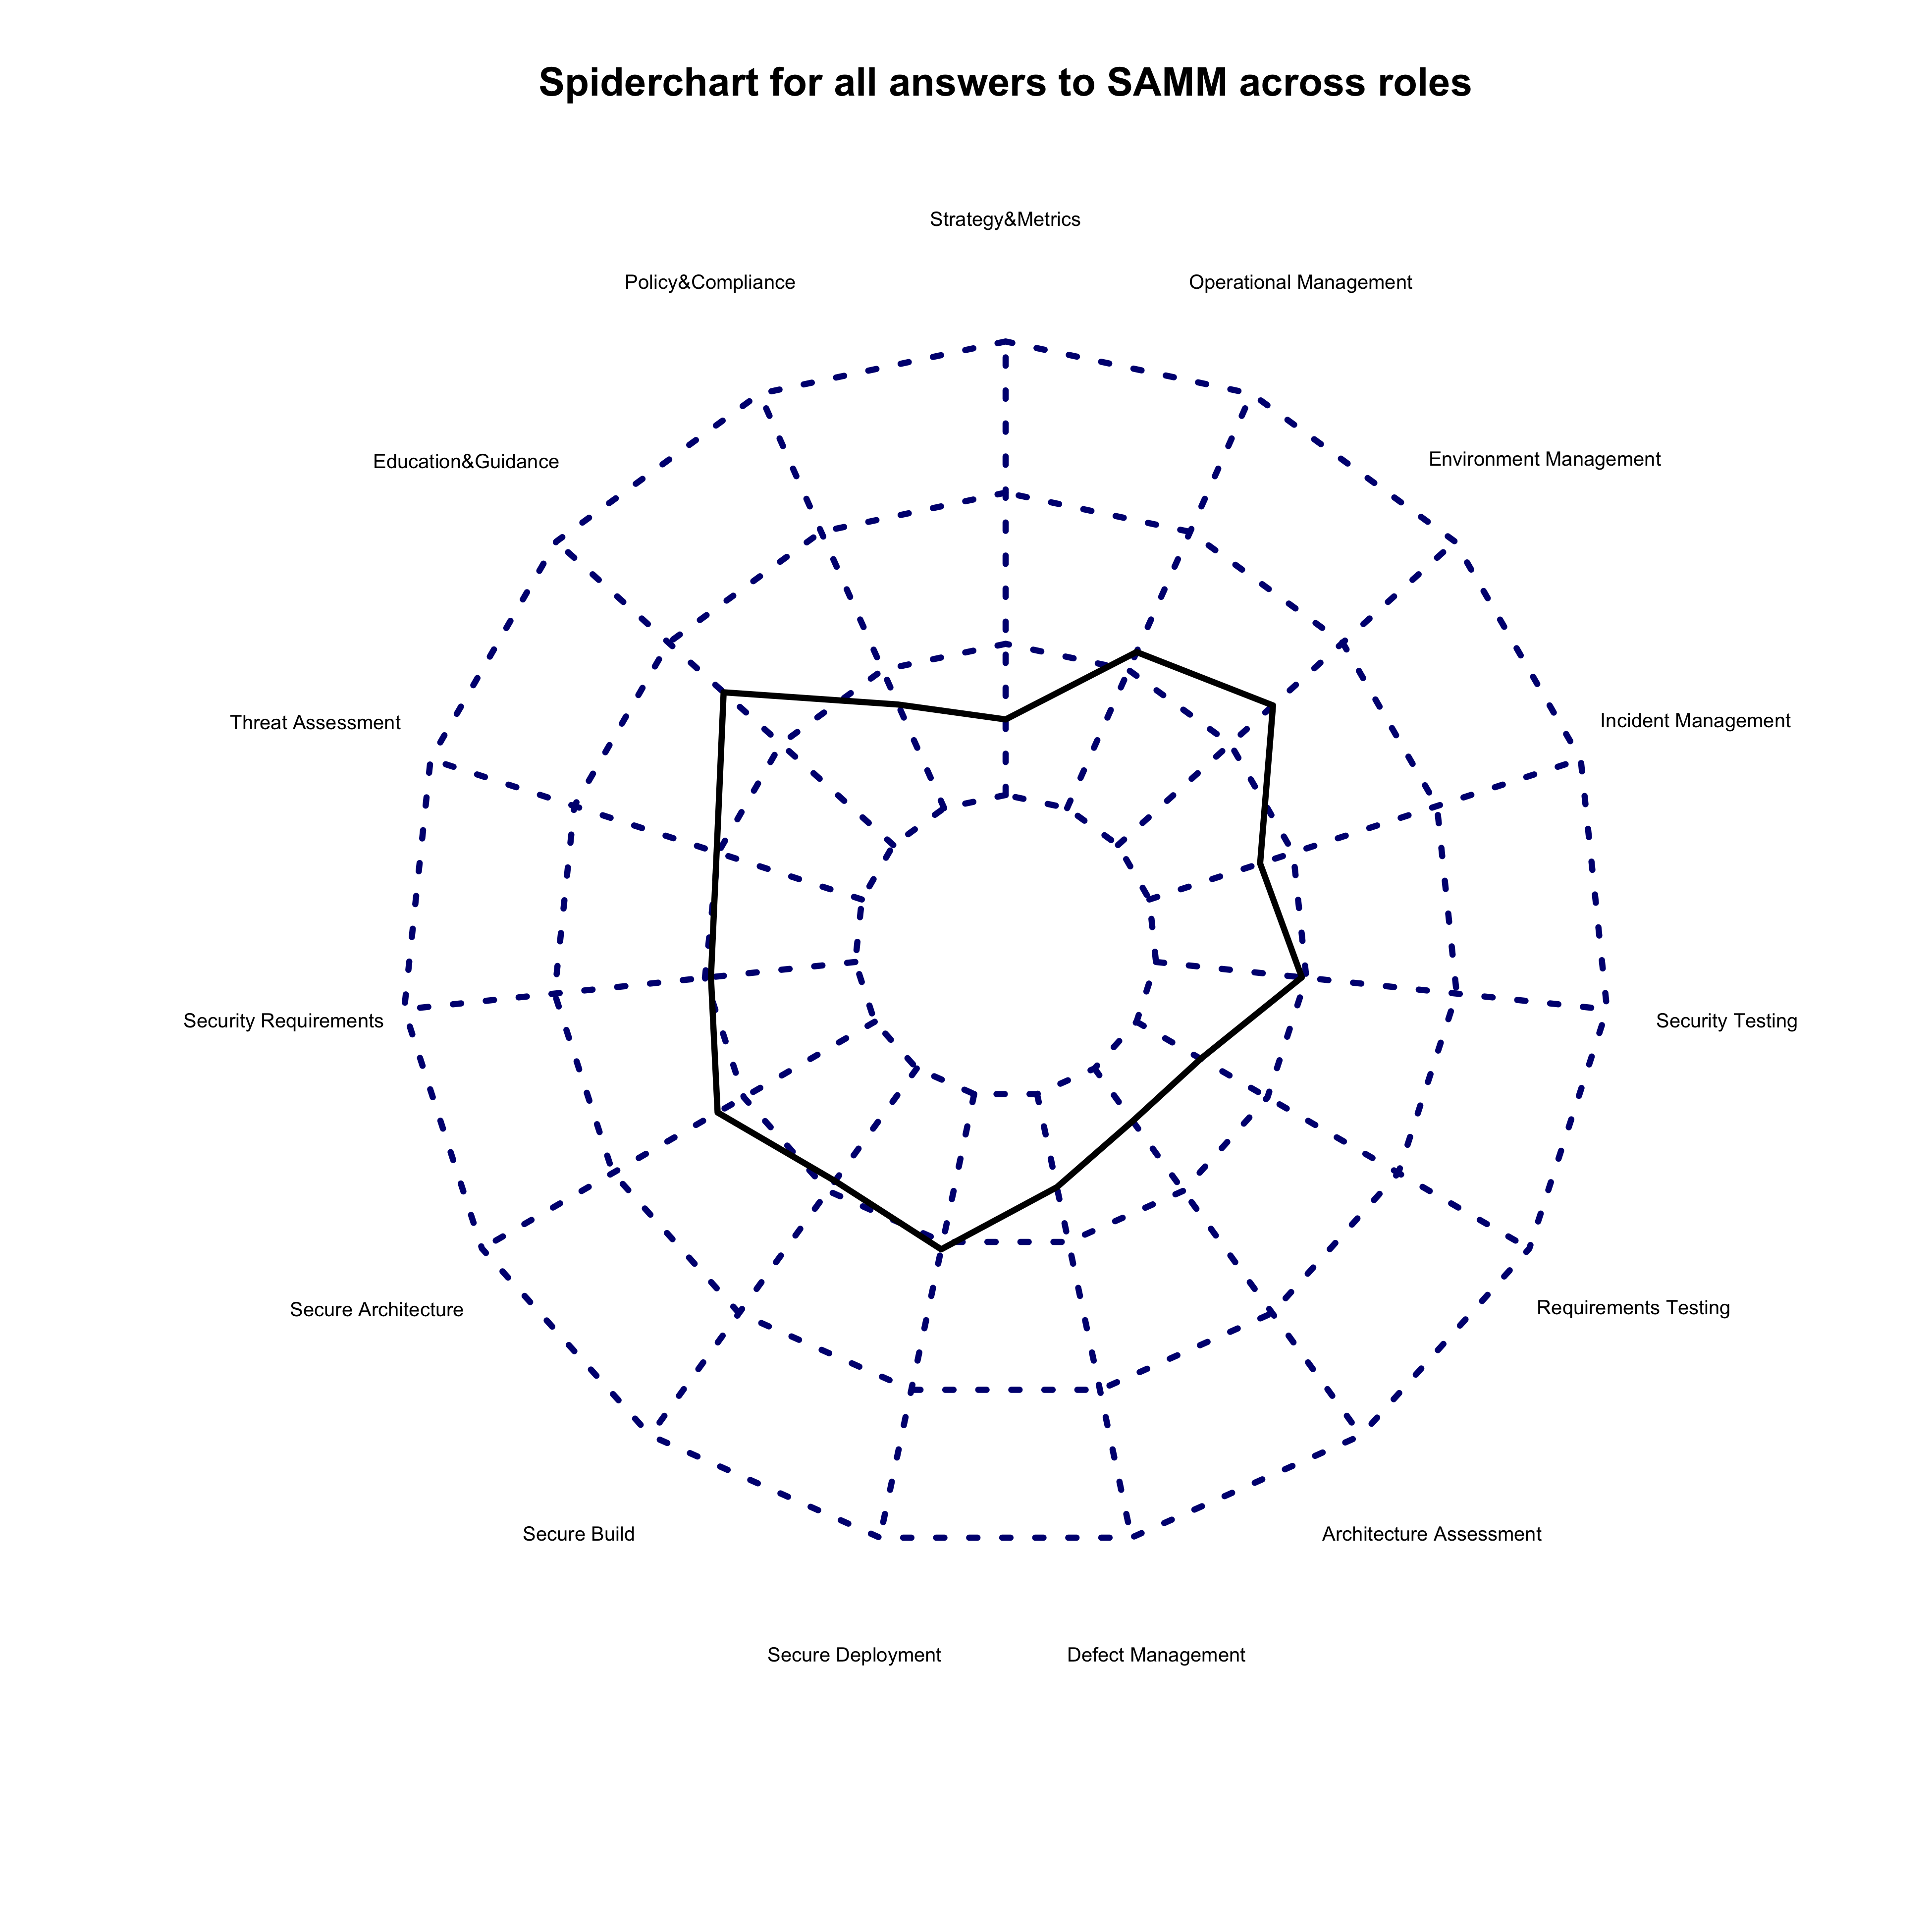 Spiderchart for all answers to SAMM across roles
Strategy&Metrics
Policy&Compliance
Operational Management
Education&Guidance
Environment Management
Threat Assessment
Incident Management
Security Requirements
Security Testing
Secure Architecture
Requirements Testing
Secure Build
Architecture Assessment
Secure Deployment
Defect Management